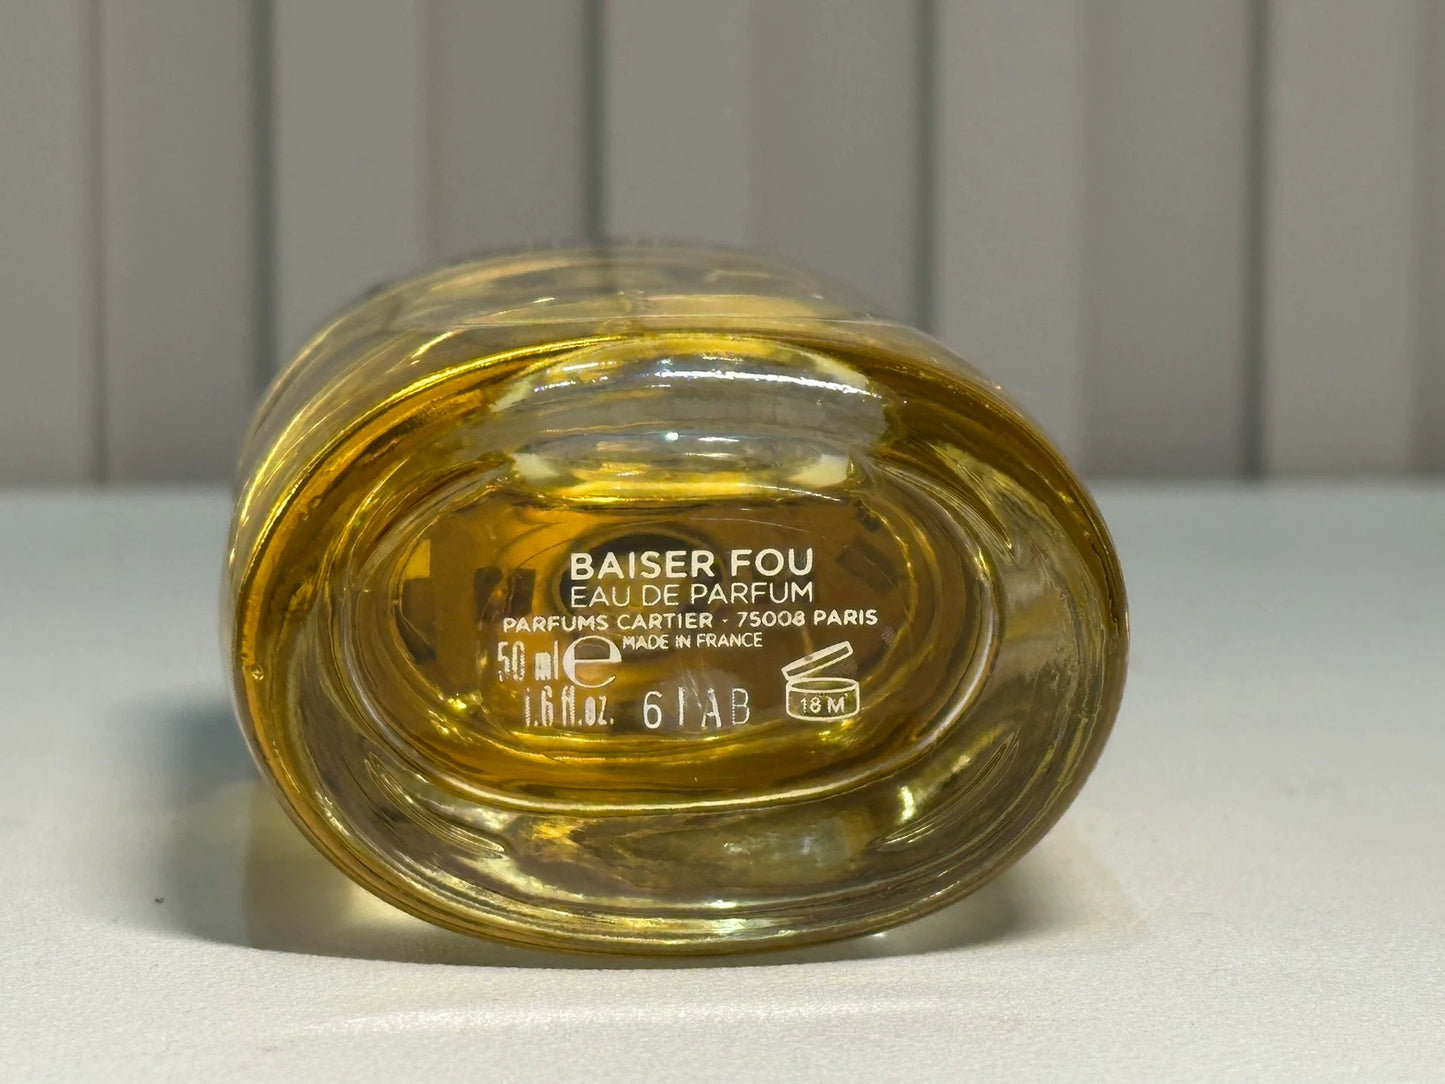 BAISER FOU
EAU DE PARFUM
PARFUMS CARTIER · 75008 PARIS
MADE IN FRANCE
50 ml e
1.6 fl.oz. 61AB
18 M